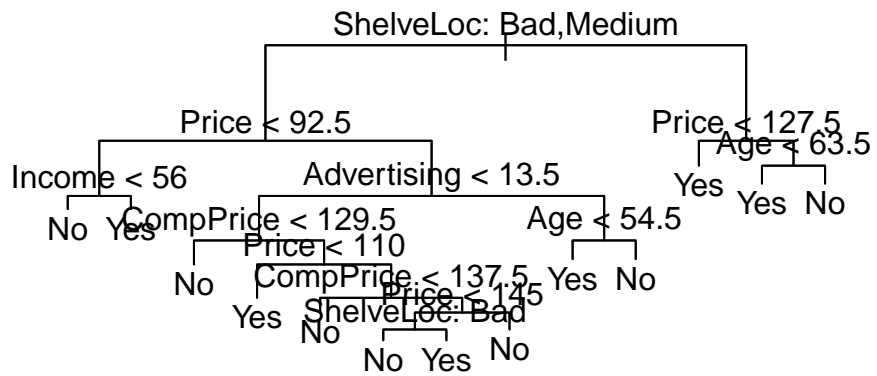 ShelveLoc: Bad,Medium
Price < 92.5
Price < 127.5
Age < 63.5
Income < 56
Advertising < 13.5
Yes
Yes
No
No
Yes
CompPrice < 129.5
Age < 54.5
Price < 110
No
CompPrice < 137.5
Yes
No
Price < 145
Yes
No
ShelveLoc: Bad
No
Yes
No